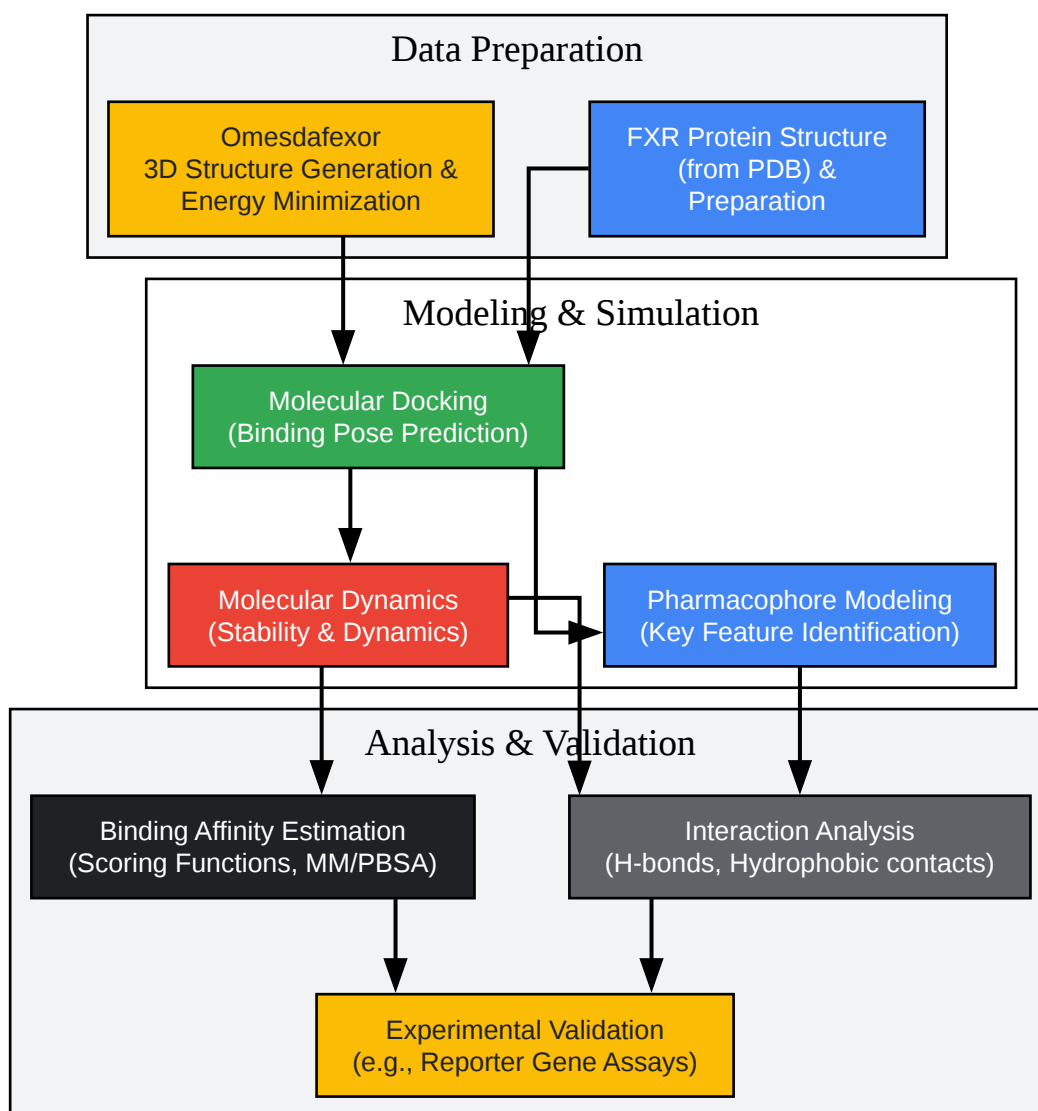 Data Preparation
Omesdafexor
3D Structure Generation &
Energy Minimization
FXR Protein Structure
(from PDB) &
Preparation
Modeling & Simulation
Molecular Docking
(Binding Pose Prediction)
Molecular Dynamics
(Stability & Dynamics)
Pharmacophore Modeling
(Key Feature Identification)
Analysis & Validation
Binding Affinity Estimation
(Scoring Functions, MM/PBSA)
Interaction Analysis
(H-bonds, Hydrophobic contacts)
Experimental Validation
(e.g., Reporter Gene Assays)